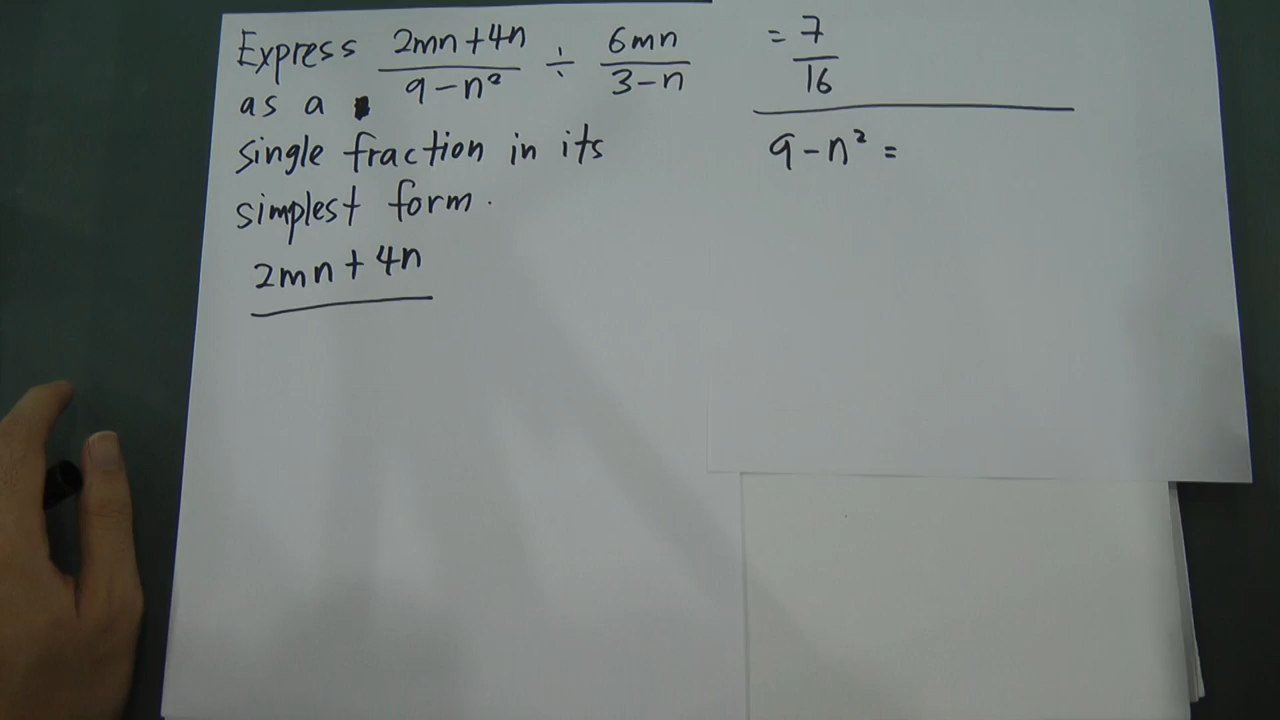 Express (2mn+4n)/(9-n²) ÷ (6mn)/(3-n)
as a
single fraction in its
simplest form.
2mn+4n
= 7/16
9-n² =